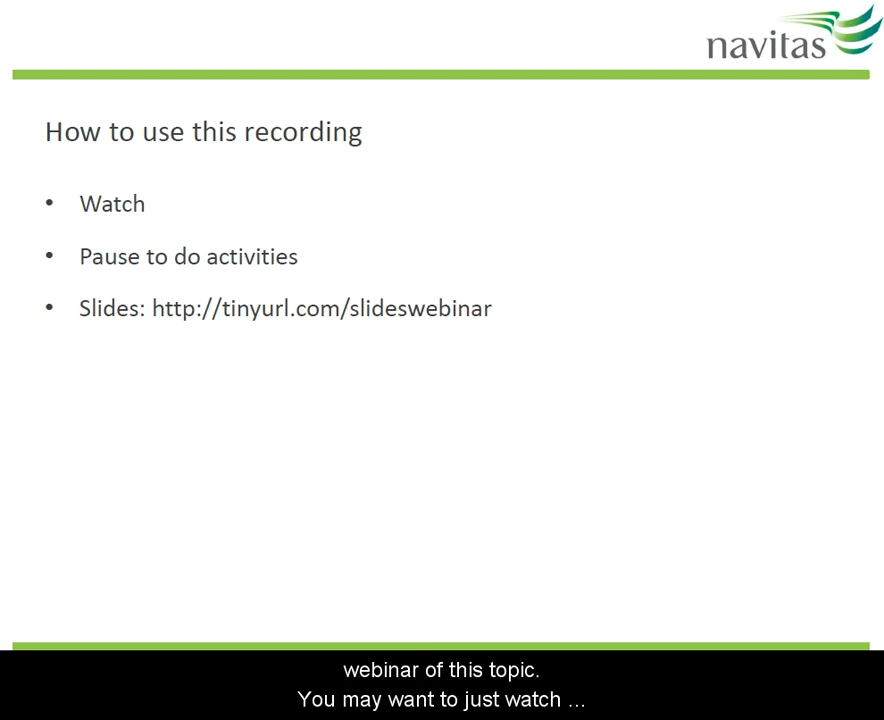 navitas
How to use this recording
• Watch
• Pause to do activities
• Slides: http://tinyurl.com/slideswebinar
webinar of this topic.
You may want to just watch ...